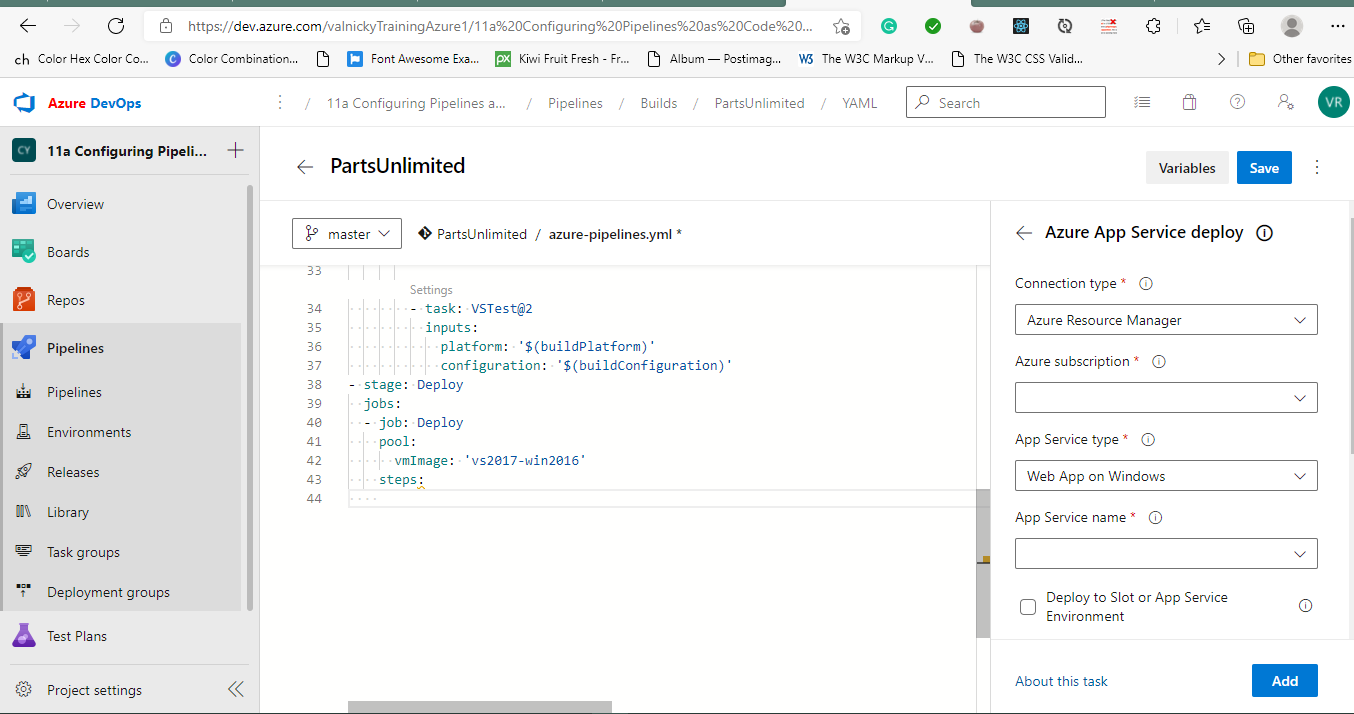 https://dev.azure.com/valnickyTrainingAzure1/11a%20Configuring%20Pipelines%20as%20Code%20...
ch Color Hex Color Co... C Color Combination... Font Awesome Exa... px Kiwi Fruit Fresh - Fr... Album — Postimag... W3 The W3C Markup V... The W3C CSS Valid... Other favorites
Azure DevOps
/ 11a Configuring Pipelines a... / Pipelines / Builds / PartsUnlimited / YAML
Search
VR
CY 11a Configuring Pipeli...
Overview
Boards
Repos
Pipelines
Pipelines
Environments
Releases
Library
Task groups
Deployment groups
Test Plans
Project settings
PartsUnlimited
Variables
Save
master
PartsUnlimited / azure-pipelines.yml *
33
Settings
34 - task: VSTest@2
35 inputs:
36 platform: '$(buildPlatform)'
37 configuration: '$(buildConfiguration)'
38 - stage: Deploy
39 jobs:
40 - job: Deploy
41 pool:
42 vmImage: 'vs2017-win2016'
43 steps:
44
Azure App Service deploy
Connection type *
Azure Resource Manager
Azure subscription *
App Service type *
Web App on Windows
App Service name *
Deploy to Slot or App Service
Environment
About this task
Add